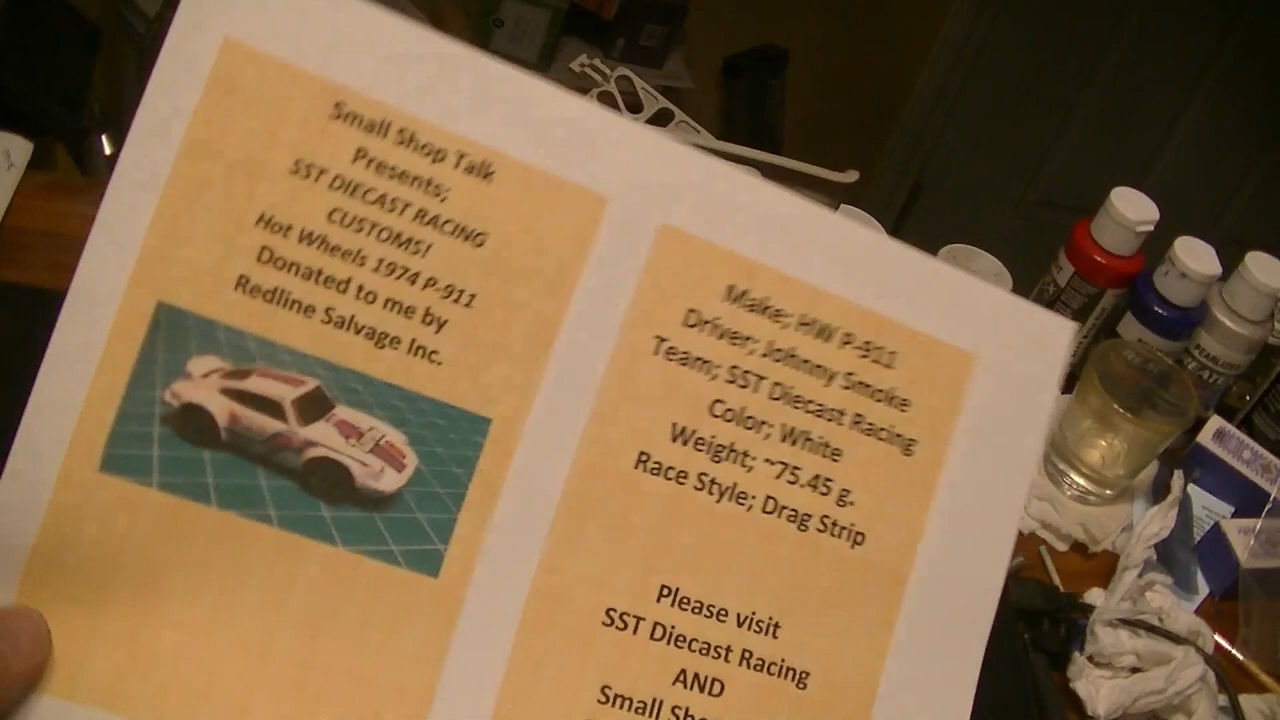 Small Shop Talk
Presents;
SST DIECAST RACING
CUSTOMS!
Hot Wheels 1974 P-911
Donated to me by
Redline Salvage Inc.
Make; HW P-911
Driver; Johnny Smoke
Team; SST Diecast Racing
Color; White
Weight; ~75.45 g.
Race Style; Drag Strip
Please visit
SST Diecast Racing
AND
Small